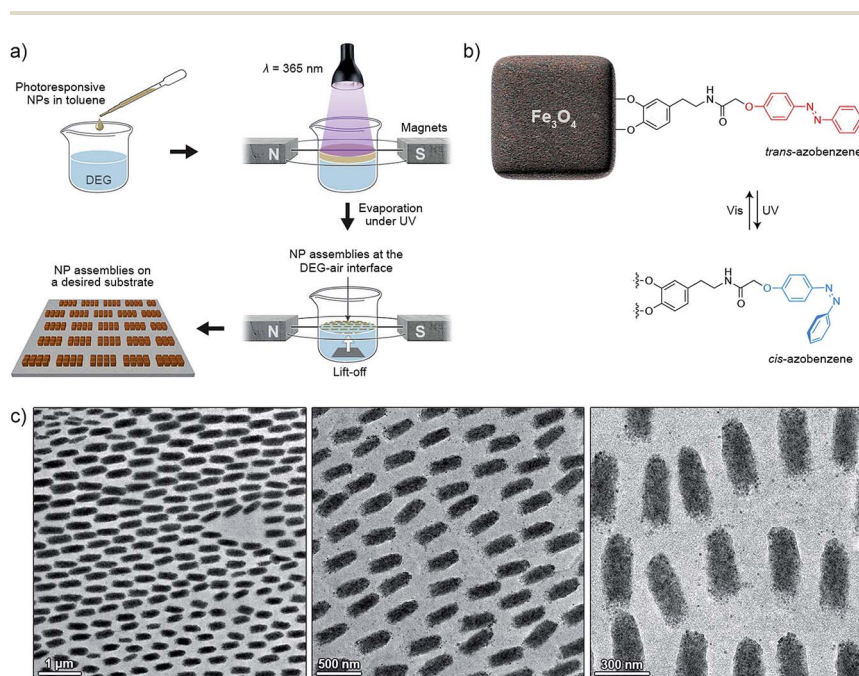 a)
Photoresponsive
NPs in toluene
DEG
λ = 365 nm
Magnets
N
S
Evaporation
under UV
NP assemblies at the
DEG-air interface
N
S
Lift-off
NP assemblies on
a desired substrate
b)
Fe3O4
O
O
H
N
O
O
N
N
trans-azobenzene
Vis
UV
O
O
H
N
O
O
N
N
cis-azobenzene
c)
1 µm
500 nm
300 nm